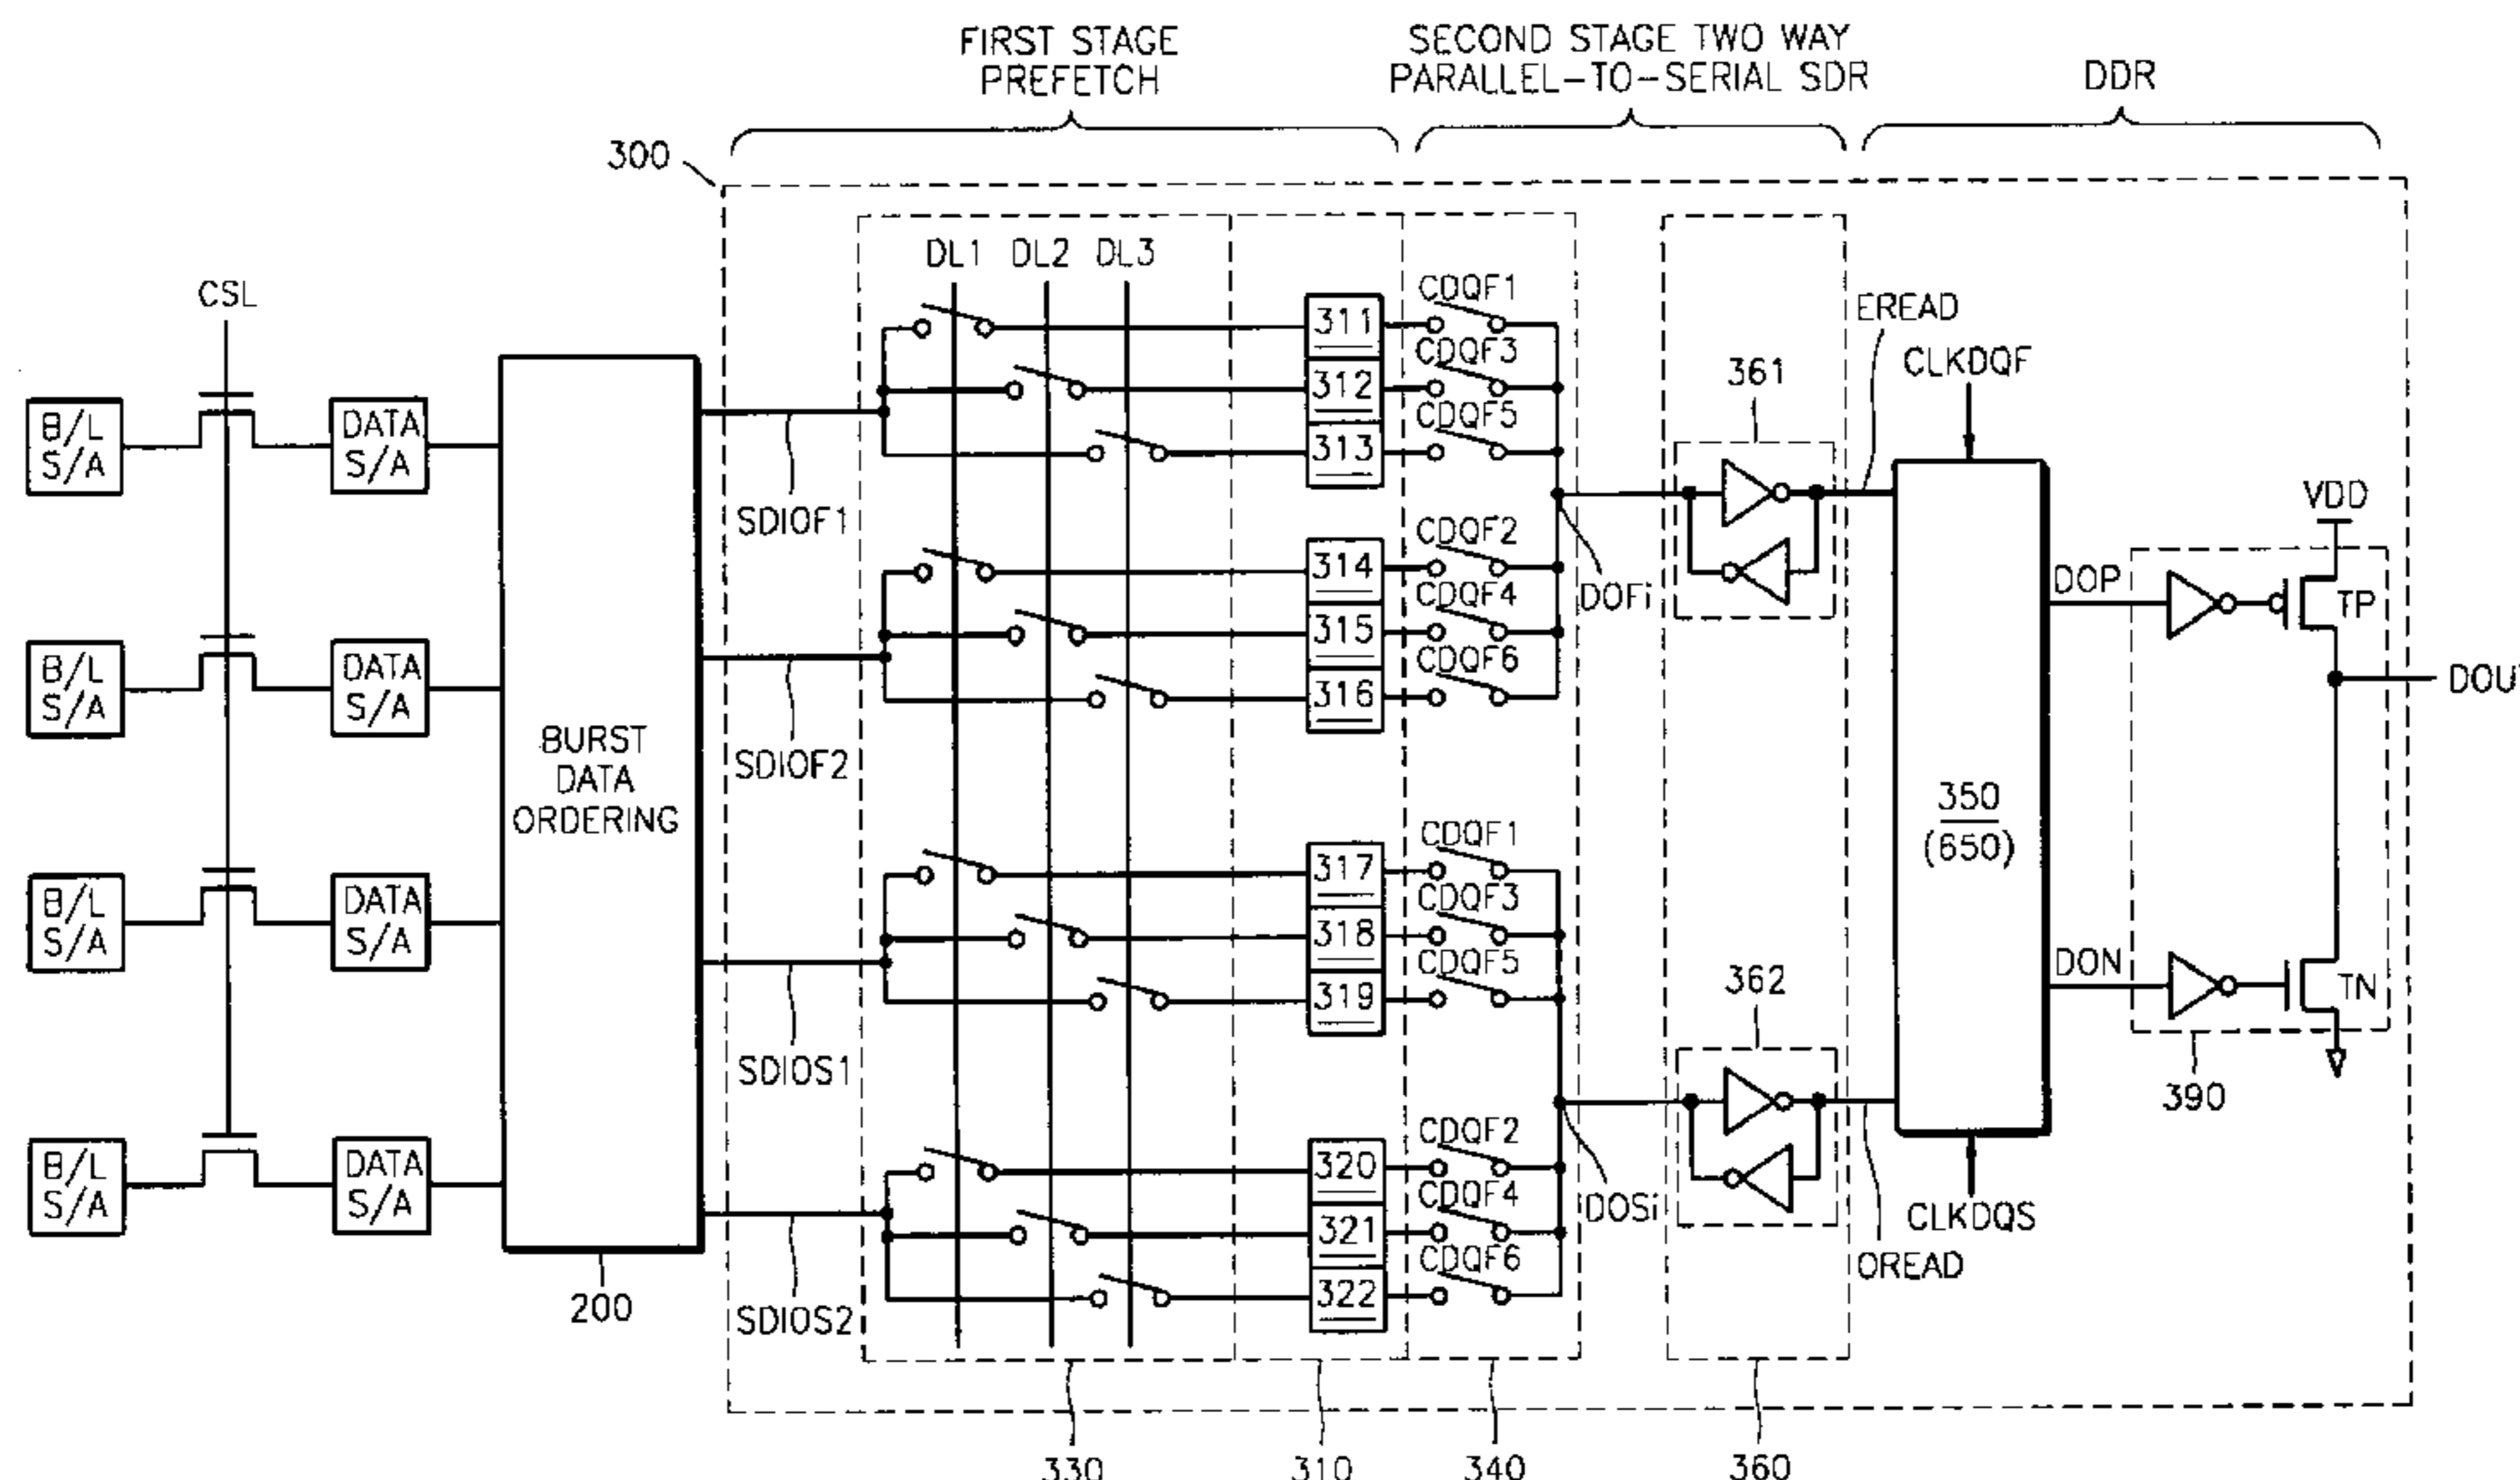 FIRST STAGE
PREFETCH
SECOND STAGE TWO WAY
PARALLEL-TO-SERIAL SDR
DDR
300
CSL
B/L
S/A
DATA
S/A
B/L
S/A
DATA
S/A
B/L
S/A
DATA
S/A
B/L
S/A
DATA
S/A
BURST
DATA
ORDERING
200
SDIOF1
SDIOF2
SDIOS1
SDIOS2
DL1 DL2 DL3
311
312
313
314
315
316
317
318
319
320
321
322
CDQF1
CDQF3
CDQF5
CDQF2
CDQF4
CDQF6
CDQF1
CDQF3
CDQF5
CDQF2
CDQF4
CDQF6
DOFi
DOSi
361
362
EREAD
OREAD
CLKDQF
350
(650)
CLKDQS
DOP
DON
VDD
TP
TN
DOU
390
330
310
340
360